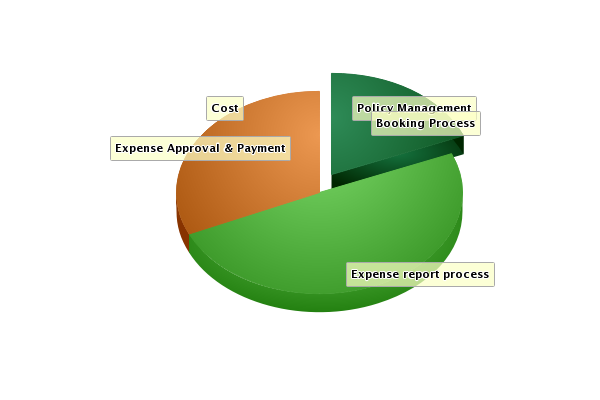 Cost
Policy Management
Booking Process
Expense Approval & Payment
Expense report process